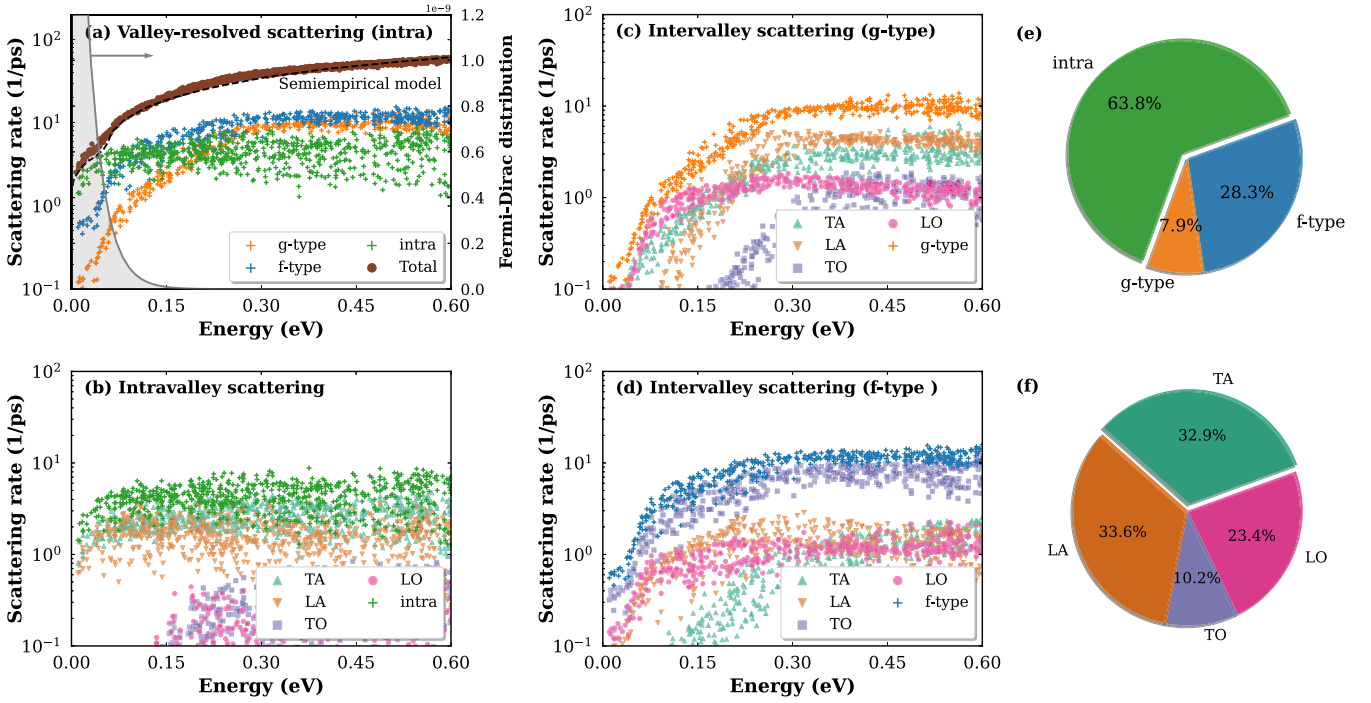 1e−9
(a) Valley-resolved scattering (intra)
Semiempirical model
g-type
f-type
intra
Total
10²
10¹
10⁰
10⁻¹
1.2
1.0
0.8
0.6
0.4
0.2
0.0
0.00 0.15 0.30 0.45 0.60
Scattering rate (1/ps)
Fermi-Dirac distribution
Energy (eV)
(c) Intervalley scattering (g-type)
TA
LA
TO
LO
g-type
10²
10¹
10⁰
10⁻¹
0.00 0.15 0.30 0.45 0.60
Scattering rate (1/ps)
Energy (eV)
(e)
intra
63.8%
28.3%
f-type
7.9%
g-type
(b) Intravalley scattering
TA
LA
TO
LO
intra
10²
10¹
10⁰
10⁻¹
0.00 0.15 0.30 0.45 0.60
Scattering rate (1/ps)
Energy (eV)
(d) Intervalley scattering (f-type )
TA
LA
TO
LO
f-type
10²
10¹
10⁰
10⁻¹
0.00 0.15 0.30 0.45 0.60
Scattering rate (1/ps)
Energy (eV)
(f)
TA
32.9%
LA
33.6%
23.4%
LO
10.2%
TO